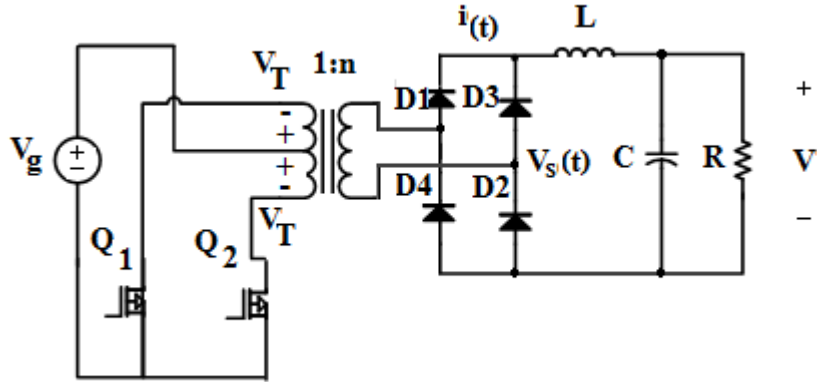 i(t)
L
V_T
1:n
D1
D3
+
-
+
V_g
+
−
+
-
V_s(t)
C
R
V
D4
D2
V_T
−
Q_1
Q_2